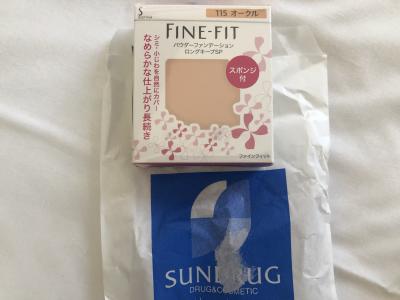 S
115 オークル
FINE-FIT
パウダーファンデーション
ロングキープSP
スポンジ
付
シミ・小じわを自然にカバー
なめらかな仕上がり長続き
ファインフィット
SUNDRUG
DRUG&COSMETIC